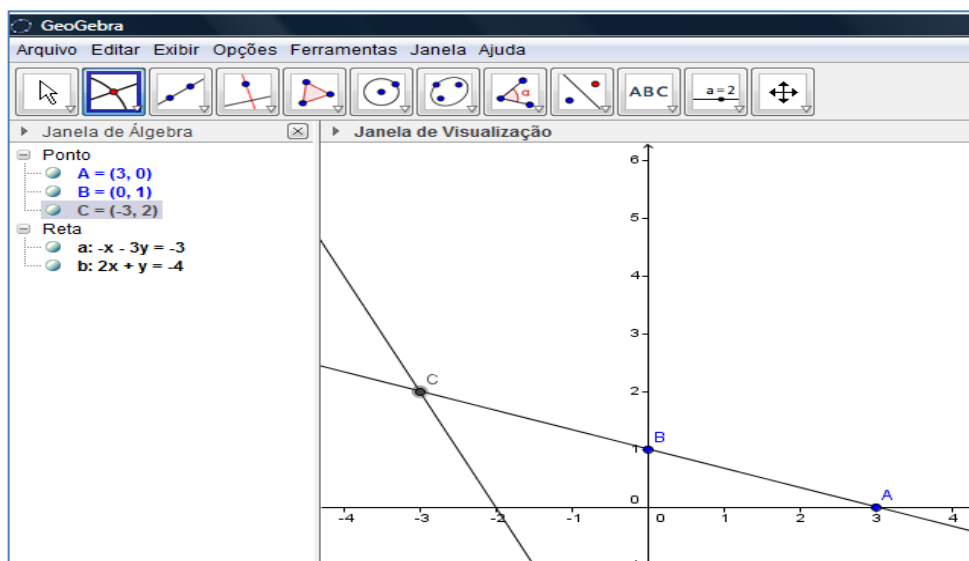 GeoGebra
Arquivo Editar Exibir Opções Ferramentas Janela Ajuda
α ABC a=2
Janela de Álgebra
Janela de Visualização
Ponto
A = (3, 0)
B = (0, 1)
C = (-3, 2)
Reta
a: -x - 3y = -3
b: 2x + y = -4
6
5
4
3
C
2
B
1
A
0
-4 -3 -2 -1 0 1 2 3 4